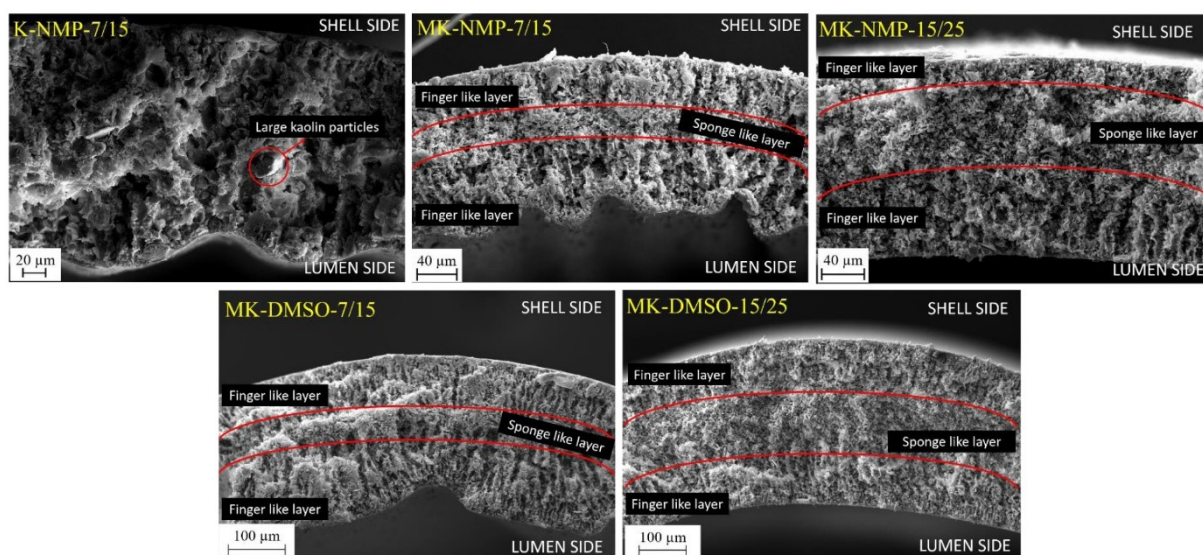 K-NMP-7/15
SHELL SIDE
Large kaolin particles
20 µm
LUMEN SIDE
MK-NMP-7/15
SHELL SIDE
Finger like layer
Sponge like layer
Finger like layer
40 µm
LUMEN SIDE
MK-NMP-15/25
SHELL SIDE
Finger like layer
Sponge like layer
Finger like layer
40 µm
LUMEN SIDE
MK-DMSO-7/15
SHELL SIDE
Finger like layer
Sponge like layer
Finger like layer
100 µm
LUMEN SIDE
MK-DMSO-15/25
SHELL SIDE
Finger like layer
Sponge like layer
Finger like layer
100 µm
LUMEN SIDE